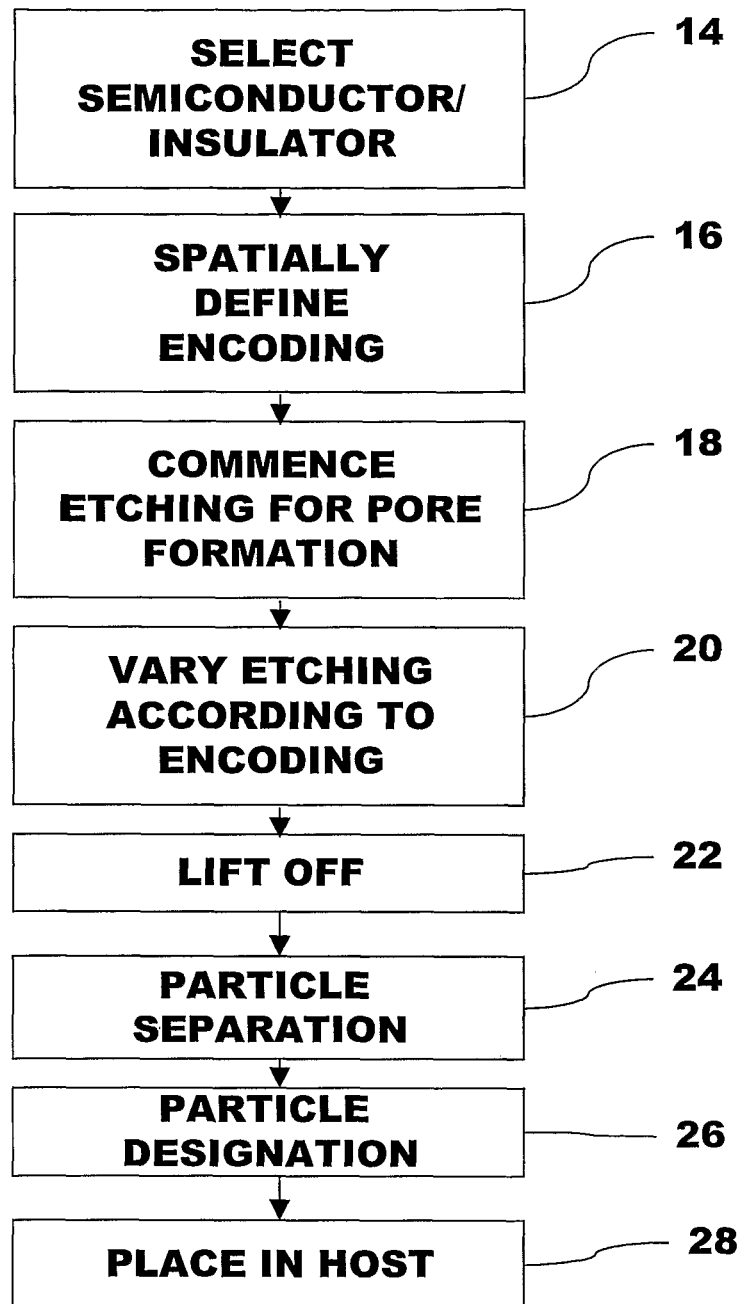 SELECT
SEMICONDUCTOR/
INSULATOR
14
SPATIALLY
DEFINE
ENCODING
16
COMMENCE
ETCHING FOR PORE
FORMATION
18
VARY ETCHING
ACCORDING TO
ENCODING
20
LIFT OFF
22
PARTICLE
SEPARATION
24
PARTICLE
DESIGNATION
26
PLACE IN HOST
28